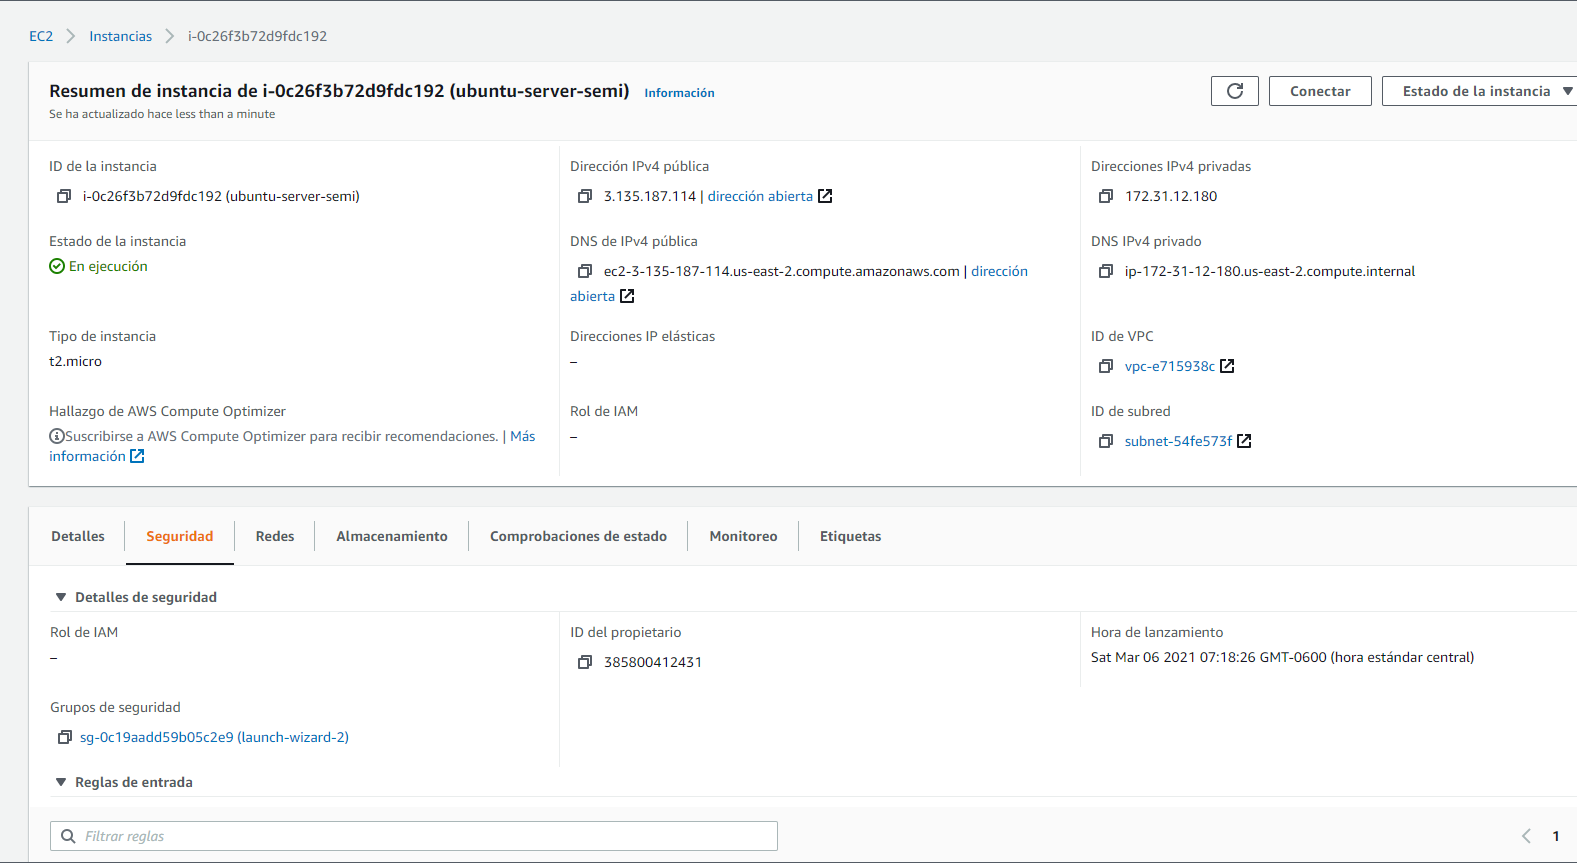 EC2 > Instancias > i-0c26f3b72d9fdc192
Resumen de instancia de i-0c26f3b72d9fdc192 (ubuntu-server-semi) Información
Se ha actualizado hace less than a minute
Conectar
Estado de la instancia
ID de la instancia
i-0c26f3b72d9fdc192 (ubuntu-server-semi)
Dirección IPv4 pública
3.135.187.114 | dirección abierta
Direcciones IPv4 privadas
172.31.12.180
Estado de la instancia
En ejecución
DNS de IPv4 pública
ec2-3-135-187-114.us-east-2.compute.amazonaws.com | dirección
abierta
DNS IPv4 privado
ip-172-31-12-180.us-east-2.compute.internal
Tipo de instancia
t2.micro
Direcciones IP elásticas
–
ID de VPC
vpc-e715938c
Hallazgo de AWS Compute Optimizer
Suscribirse a AWS Compute Optimizer para recibir recomendaciones. | Más
información
Rol de IAM
–
ID de subred
subnet-54fe573f
Detalles
Seguridad
Redes
Almacenamiento
Comprobaciones de estado
Monitoreo
Etiquetas
Detalles de seguridad
Rol de IAM
–
ID del propietario
385800412431
Hora de lanzamiento
Sat Mar 06 2021 07:18:26 GMT-0600 (hora estándar central)
Grupos de seguridad
sg-0c19aadd59b05c2e9 (launch-wizard-2)
Reglas de entrada
Filtrar reglas
1